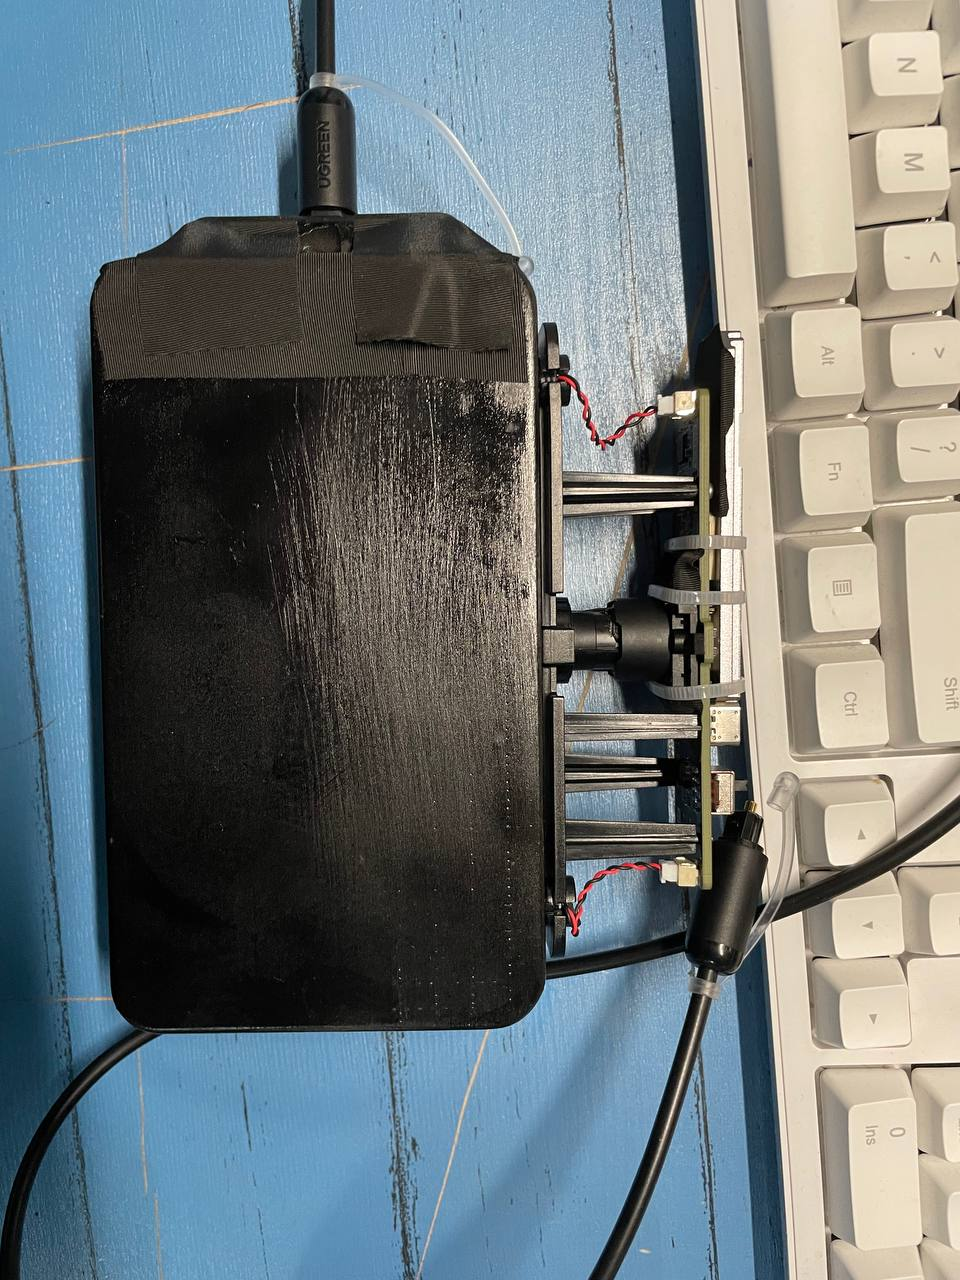 UGREEN
N
M
<
,
>
.
?
/
Alt
Fn
Ctrl
Shift
0
Ins